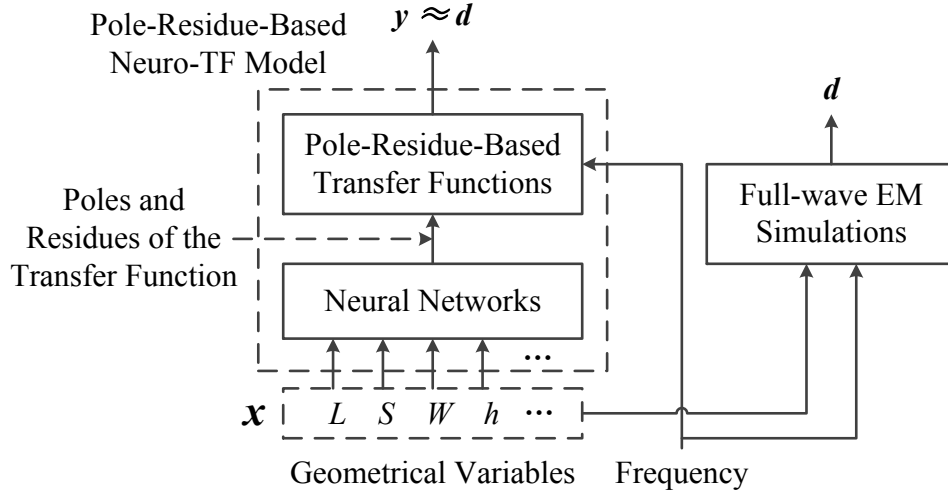 Pole-Residue-Based
Neuro-TF Model
y ≈ d
d
Pole-Residue-Based
Transfer Functions
Full-wave EM
Simulations
Poles and
Residues of the
Transfer Function
Neural Networks
...
x L S W h ...
Geometrical Variables
Frequency